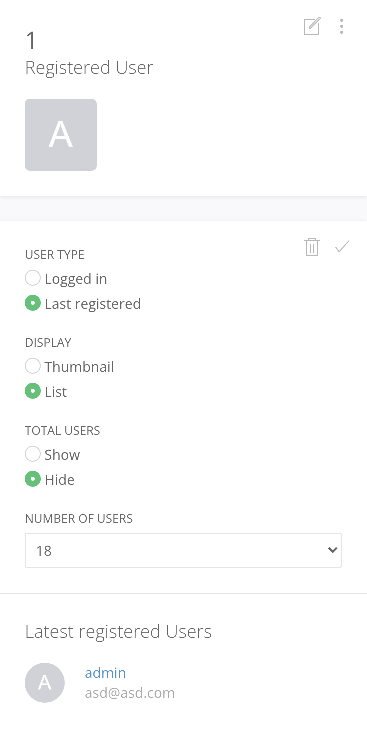 1
Registered User
A
USER TYPE
Logged in
Last registered
DISPLAY
Thumbnail
List
TOTAL USERS
Show
Hide
NUMBER OF USERS
18
Latest registered Users
A
admin
asd@asd.com